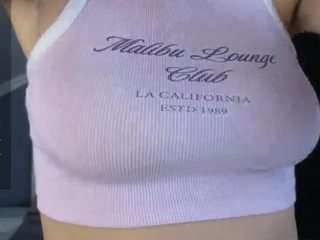 Malibu Lounge
Club
LA CALIFORNIA
ESTD 1989